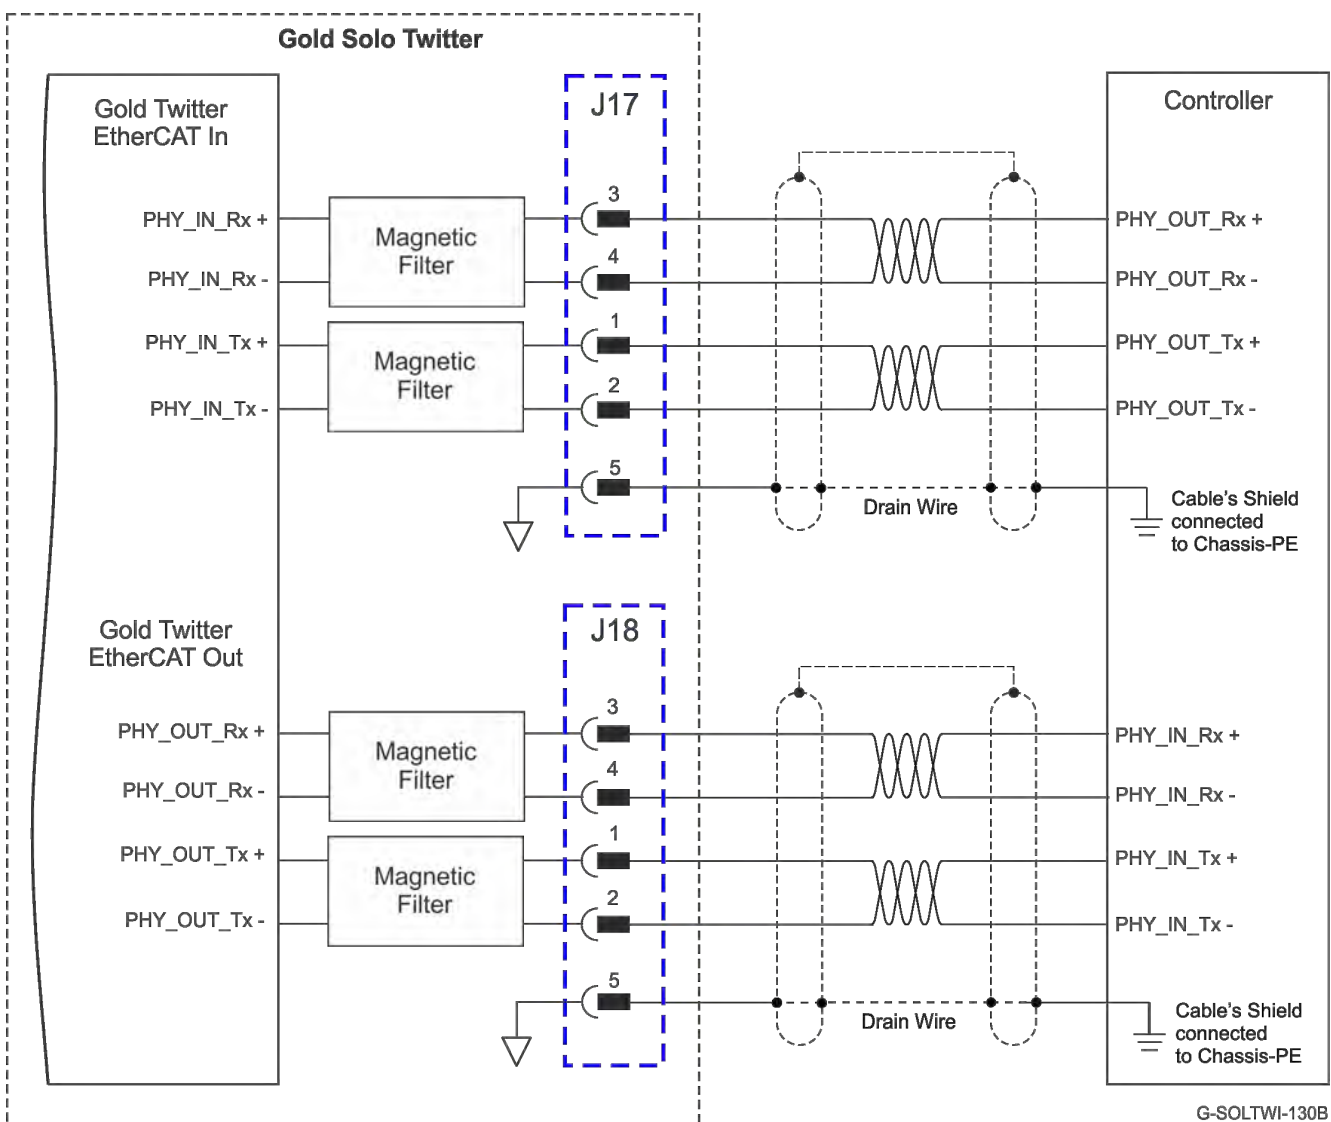 Gold Solo Twitter
Gold Twitter
EtherCAT In
J17
Controller
PHY_IN_Rx +
Magnetic
Filter
3
PHY_OUT_Rx +
PHY_IN_Rx -
4
PHY_OUT_Rx -
PHY_IN_Tx +
Magnetic
Filter
1
PHY_OUT_Tx +
PHY_IN_Tx -
2
PHY_OUT_Tx -
5
Drain Wire
Cable's Shield
connected
to Chassis-PE
Gold Twitter
EtherCAT Out
J18
PHY_OUT_Rx +
Magnetic
Filter
3
PHY_IN_Rx +
PHY_OUT_Rx -
4
PHY_IN_Rx -
PHY_OUT_Tx +
Magnetic
Filter
1
PHY_IN_Tx +
PHY_OUT_Tx -
2
PHY_IN_Tx -
5
Drain Wire
Cable's Shield
connected
to Chassis-PE
G-SOLTWI-130B